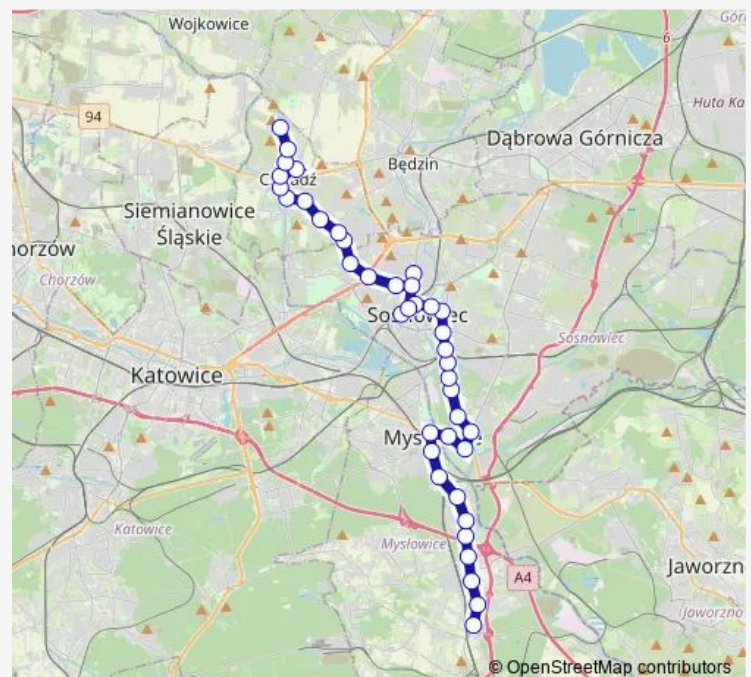 Wojkowice
6
94
Huta Ka
Dąbrowa Górnicza
Będzin
Siemianowice
Śląskie
horzów
Chorzów
Sosnowiec
Katowice
Mysłowice
Katowice
Mysłowice
A4
Jaworzn
Jaworzno
© OpenStreetMap contributors